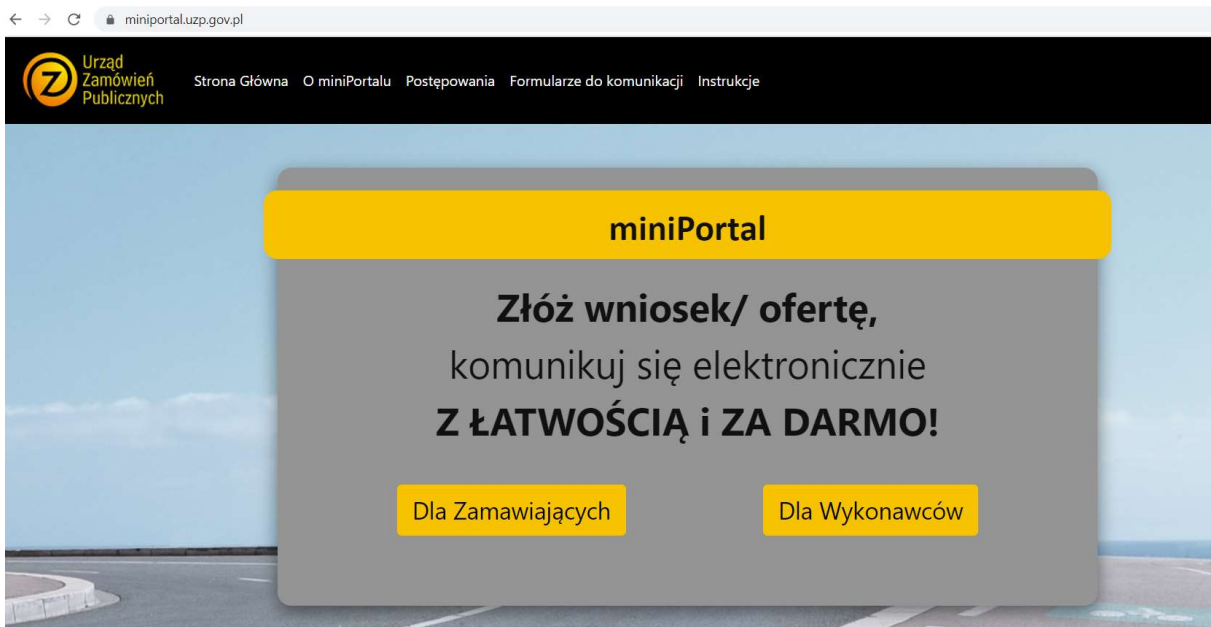 miniportal.uzp.gov.pl
Urząd
Zamówień
Publicznych
Strona Główna O miniPortalu Postępowania Formularze do komunikacji Instrukcje
miniPortal
Złóż wniosek/ ofertę,
komunikuj się elektronicznie
Z ŁATWOŚCIĄ i ZA DARMO!
Dla Zamawiających Dla Wykonawców